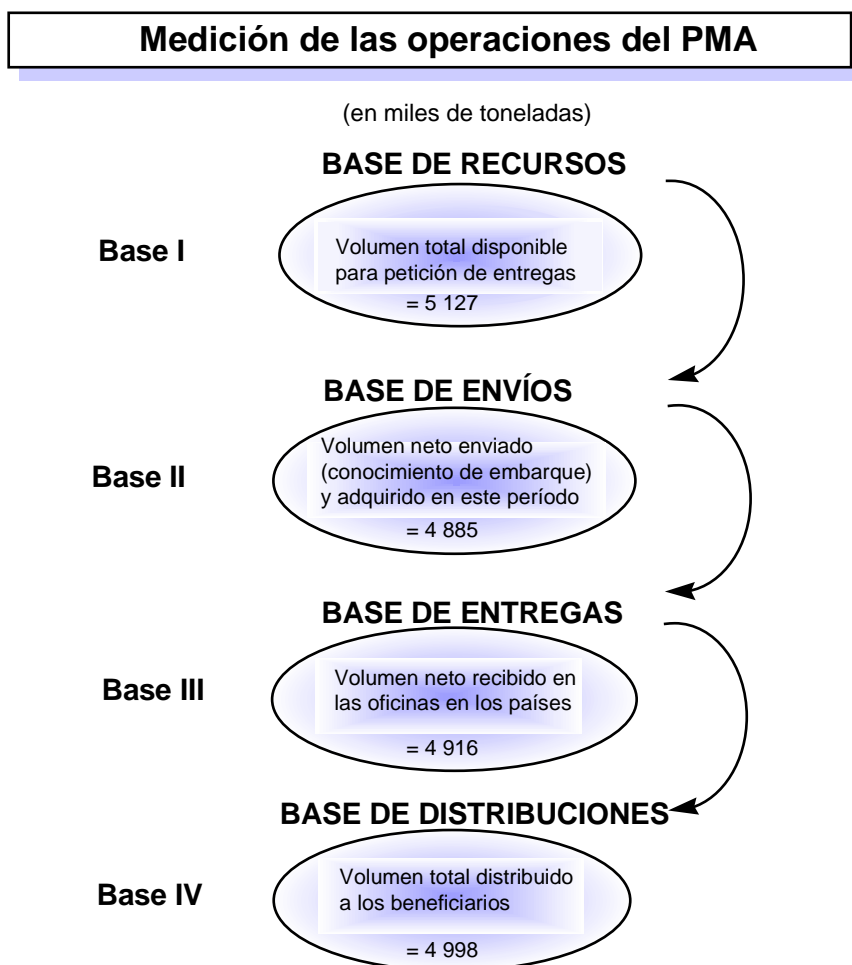 Medición de las operaciones del PMA
(en miles de toneladas)
BASE DE RECURSOS
Base I
Volumen total disponible
para petición de entregas
= 5 127
BASE DE ENVÍOS
Base II
Volumen neto enviado
(conocimiento de embarque)
y adquirido en este período
= 4 885
BASE DE ENTREGAS
Base III
Volumen neto recibido en
las oficinas en los países
= 4 916
BASE DE DISTRIBUCIONES
Base IV
Volumen total distribuido
a los beneficiarios
= 4 998